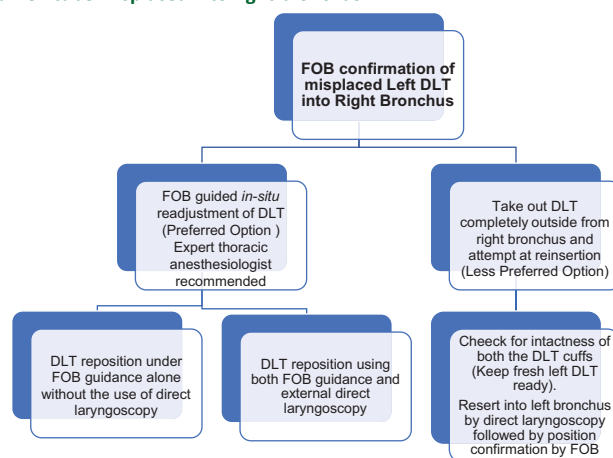 FOB confirmation of
misplaced Left DLT
into Right Bronchus
FOB guided in-situ
readjustment of DLT
(Preferred Option )
Expert thoracic
anesthesiologist
recommended
Take out DLT
completely outside from
right bronchus and
attempt at reinsertion
(Less Preferred Option)
DLT reposition under
FOB guidance alone
without the use of direct
laryngoscopy
DLT reposition using
both FOB guidance and
external direct
laryngoscopy
Cheeck for intactness of
both the DLT cuffs
(Keep fresh left DLT
ready).
Resert into left bronchus
by direct laryngoscopy
followed by position
confirmation by FOB